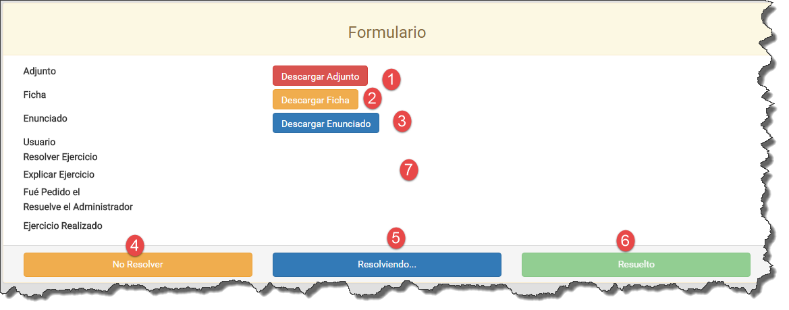 Formulario
Adjunto
Descargar Adjunto
1
Ficha
Descargar Ficha
2
Enunciado
Descargar Enunciado
3
Usuario
Resolver Ejercicio
Explicar Ejercicio
7
Fué Pedido el
Resuelve el Administrador
Ejercicio Realizado
4
5
6
No Resolver
Resolviendo...
Resuelto